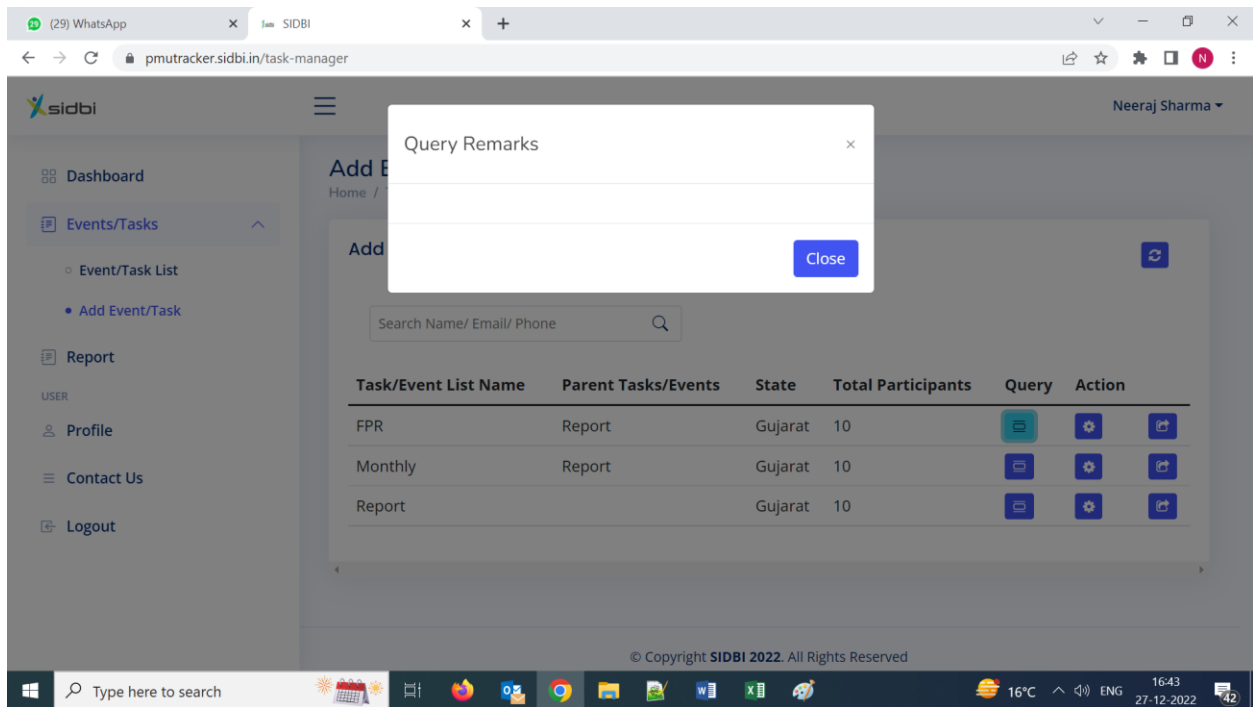 (29) WhatsApp
SIDBI
pmutracker.sidbi.in/task-manager
N
sidbi
Neeraj Sharma
Query Remarks
×
Close
Dashboard
Events/Tasks
Event/Task List
Add Event/Task
Report
USER
Profile
Contact Us
Logout
Add E
Home /
Add
Search Name/ Email/ Phone
Task/Event List Name Parent Tasks/Events State Total Participants Query Action
FPR Report Gujarat 10
Monthly Report Gujarat 10
Report Gujarat 10
© Copyright SIDBI 2022. All Rights Reserved
Type here to search
16°C
ENG
16:43
27-12-2022
42